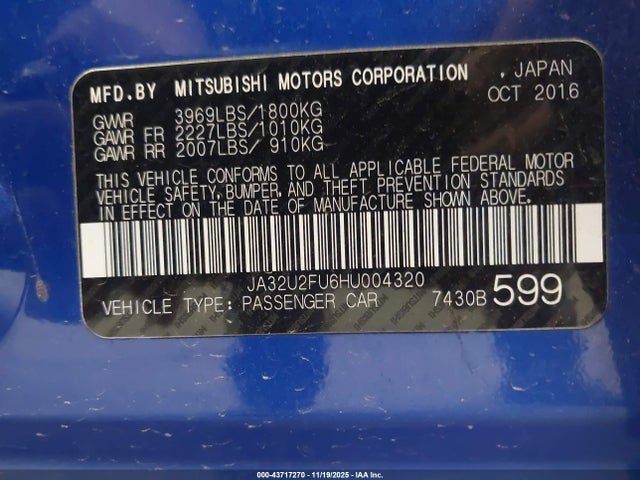 MFD.BY MITSUBISHI MOTORS CORPORATION , JAPAN
OCT 2016
GVWR 3969LBS/1800KG
GAWR FR 2227LBS/1010KG
GAWR RR 2007LBS/ 910KG
THIS VEHICLE CONFORMS TO ALL APPLICABLE FEDERAL MOTOR
VEHICLE SAFETY, BUMPER, AND THEFT PREVENTION STANDARDS
IN EFFECT ON THE DATE OF MANUFACTURE SHOWN ABOVE.
JA32U2FU6HU004320
VEHICLE TYPE: PASSENGER CAR 7430B 599
000-43717270 - 11/19/2025 - IAA Inc.